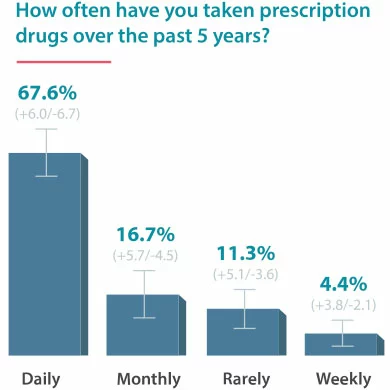 How often have you taken prescription
drugs over the past 5 years?
67.6%
(+6.0/-6.7)
16.7%
(+5.7/-4.5)
11.3%
(+5.1/-3.6)
4.4%
(+3.8/-2.1)
Daily
Monthly
Rarely
Weekly